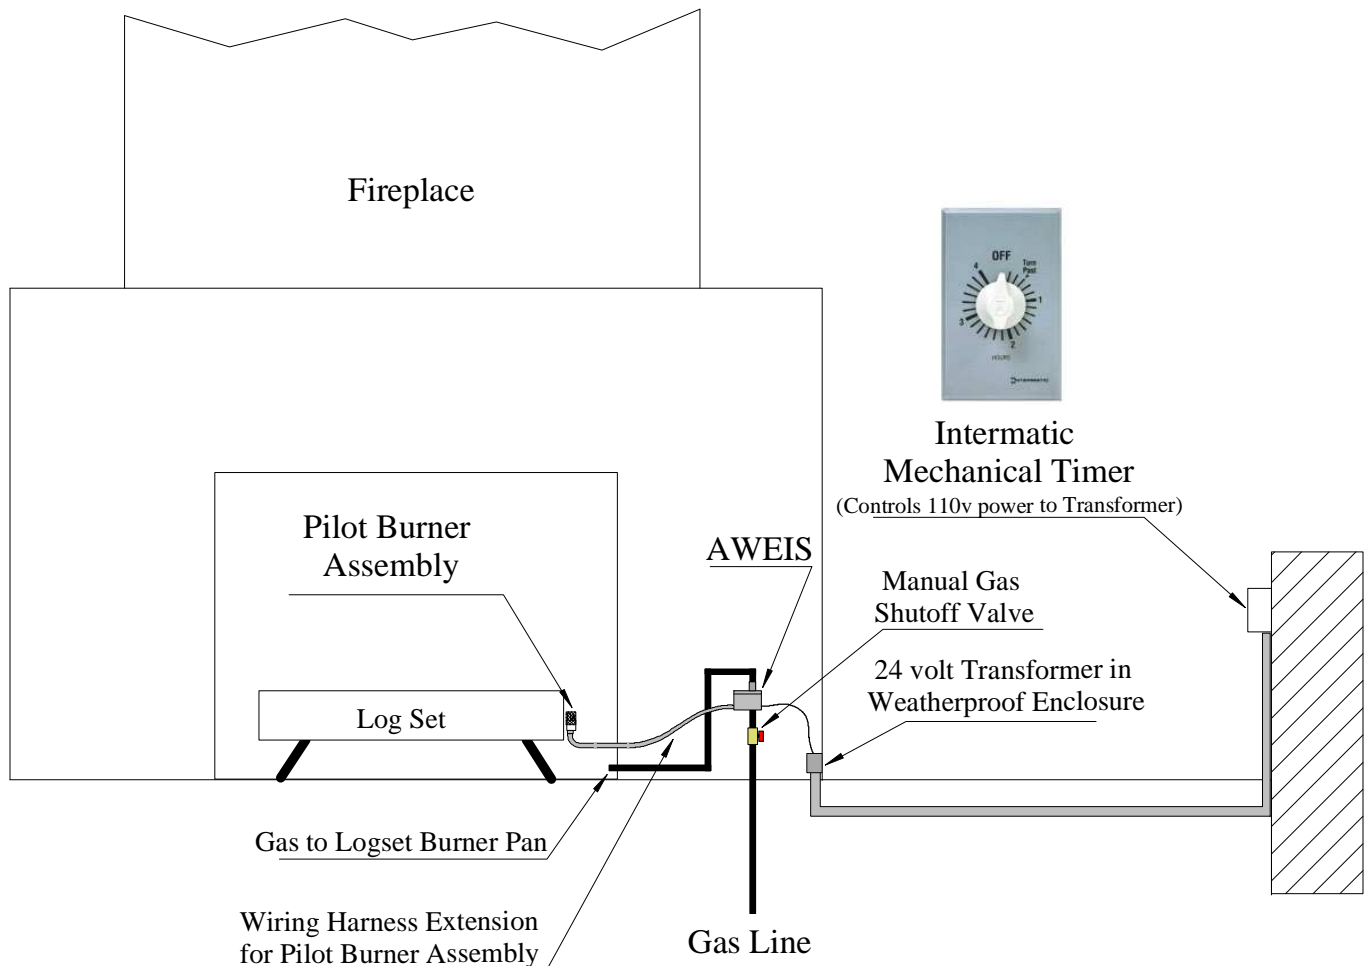 Fireplace
OFF
Turn
Past
4
1
3
2
HOURS
INTERMATIC
Intermatic
Mechanical Timer
(Controls 110v power to Transformer)
Pilot Burner
Assembly
AWEIS
Manual Gas
Shutoff Valve
24 volt Transformer in
Weatherproof Enclosure
Log Set
Gas to Logset Burner Pan
Wiring Harness Extension
for Pilot Burner Assembly
Gas Line